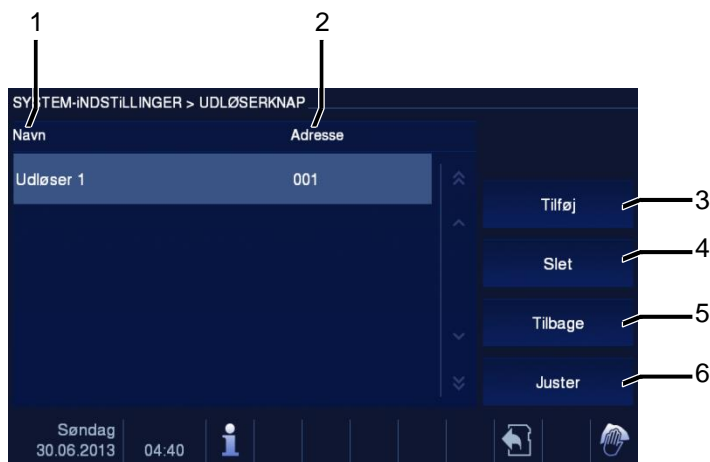 1 2
SYSTEM-iNDSTiLLINGER > UDLØSERKNAP
Navn Adresse
Udløser 1 001
Tilføj 3
Slet 4
Tilbage 5
Juster 6
Søndag
30.06.2013 04:40